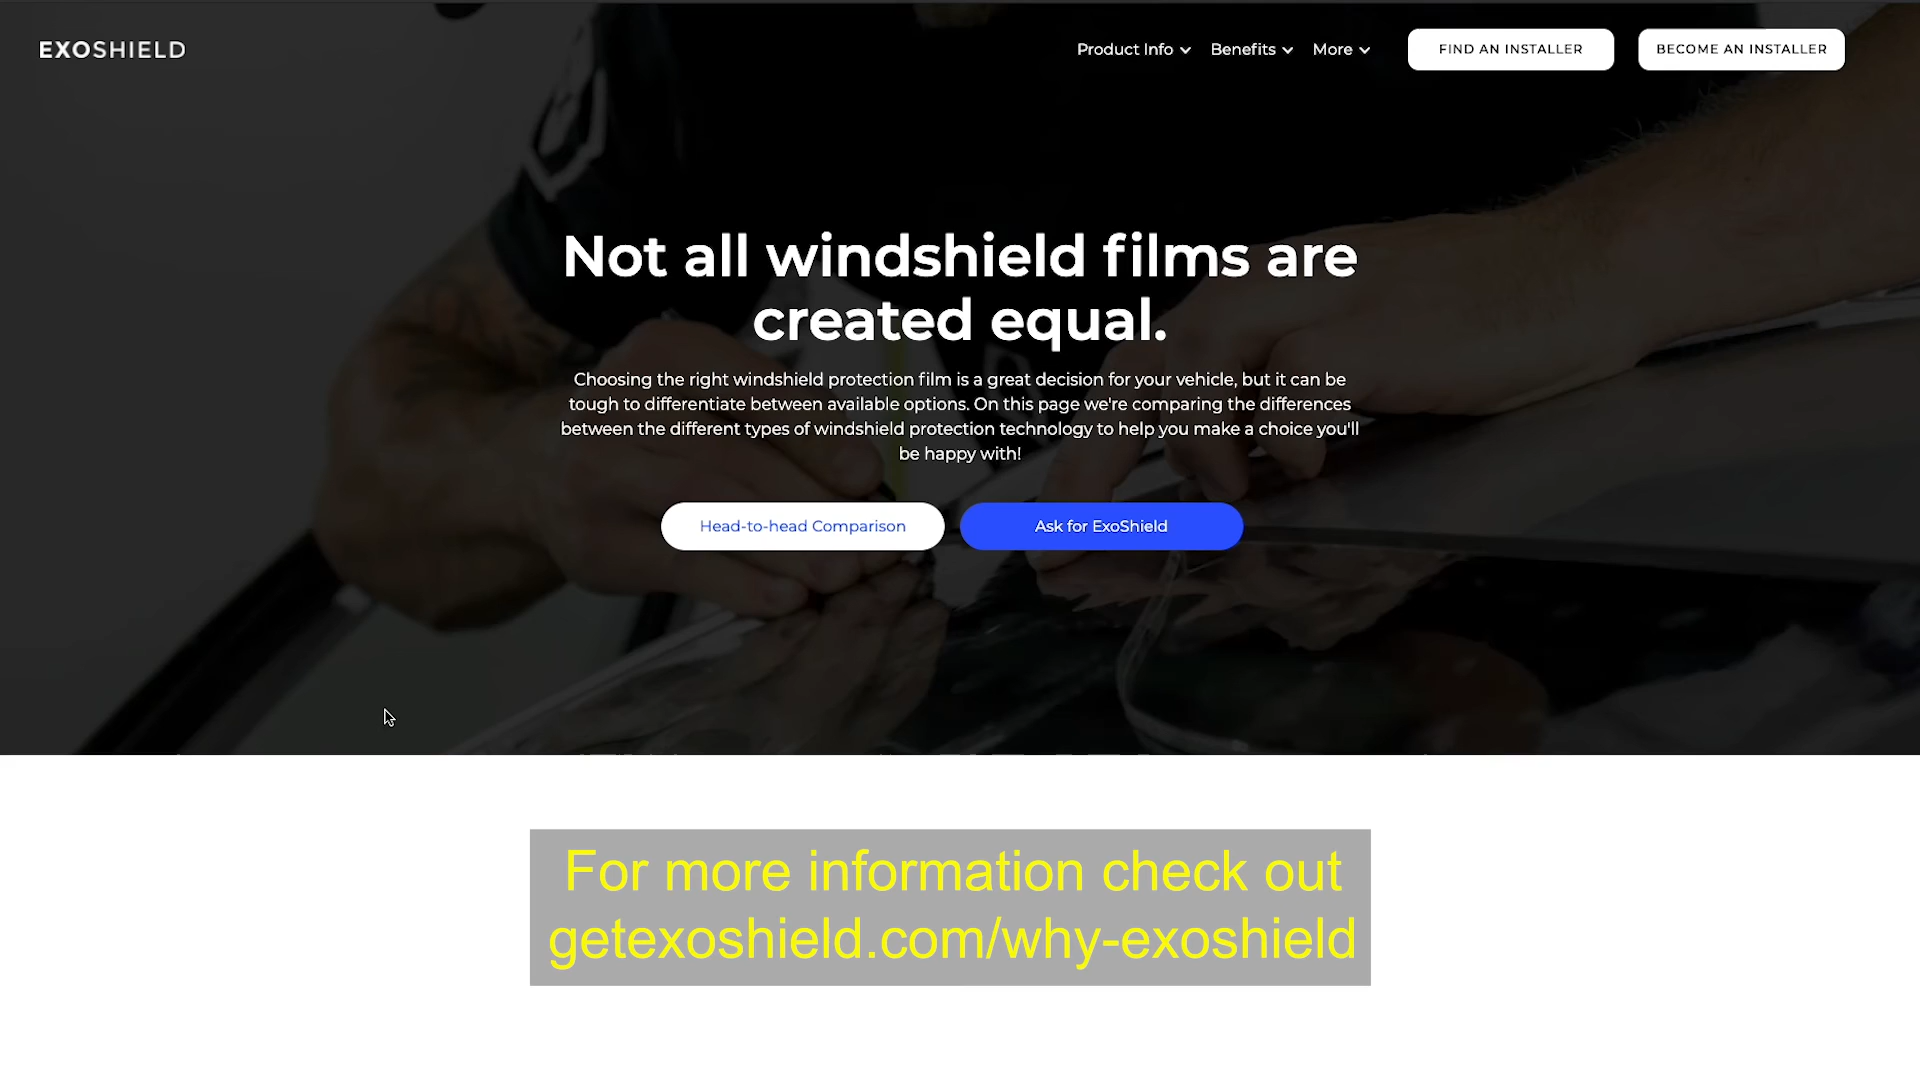 EXOSHIELD
Product Info
Benefits
More
FIND AN INSTALLER
BECOME AN INSTALLER
Not all windshield films are
created equal.
Choosing the right windshield protection film is a great decision for your vehicle, but it can be
tough to differentiate between available options. On this page we're comparing the differences
between the different types of windshield protection technology to help you make a choice you'll
be happy with!
Head-to-head Comparison
Ask for ExoShield
For more information check out
getexoshield.com/why-exoshield